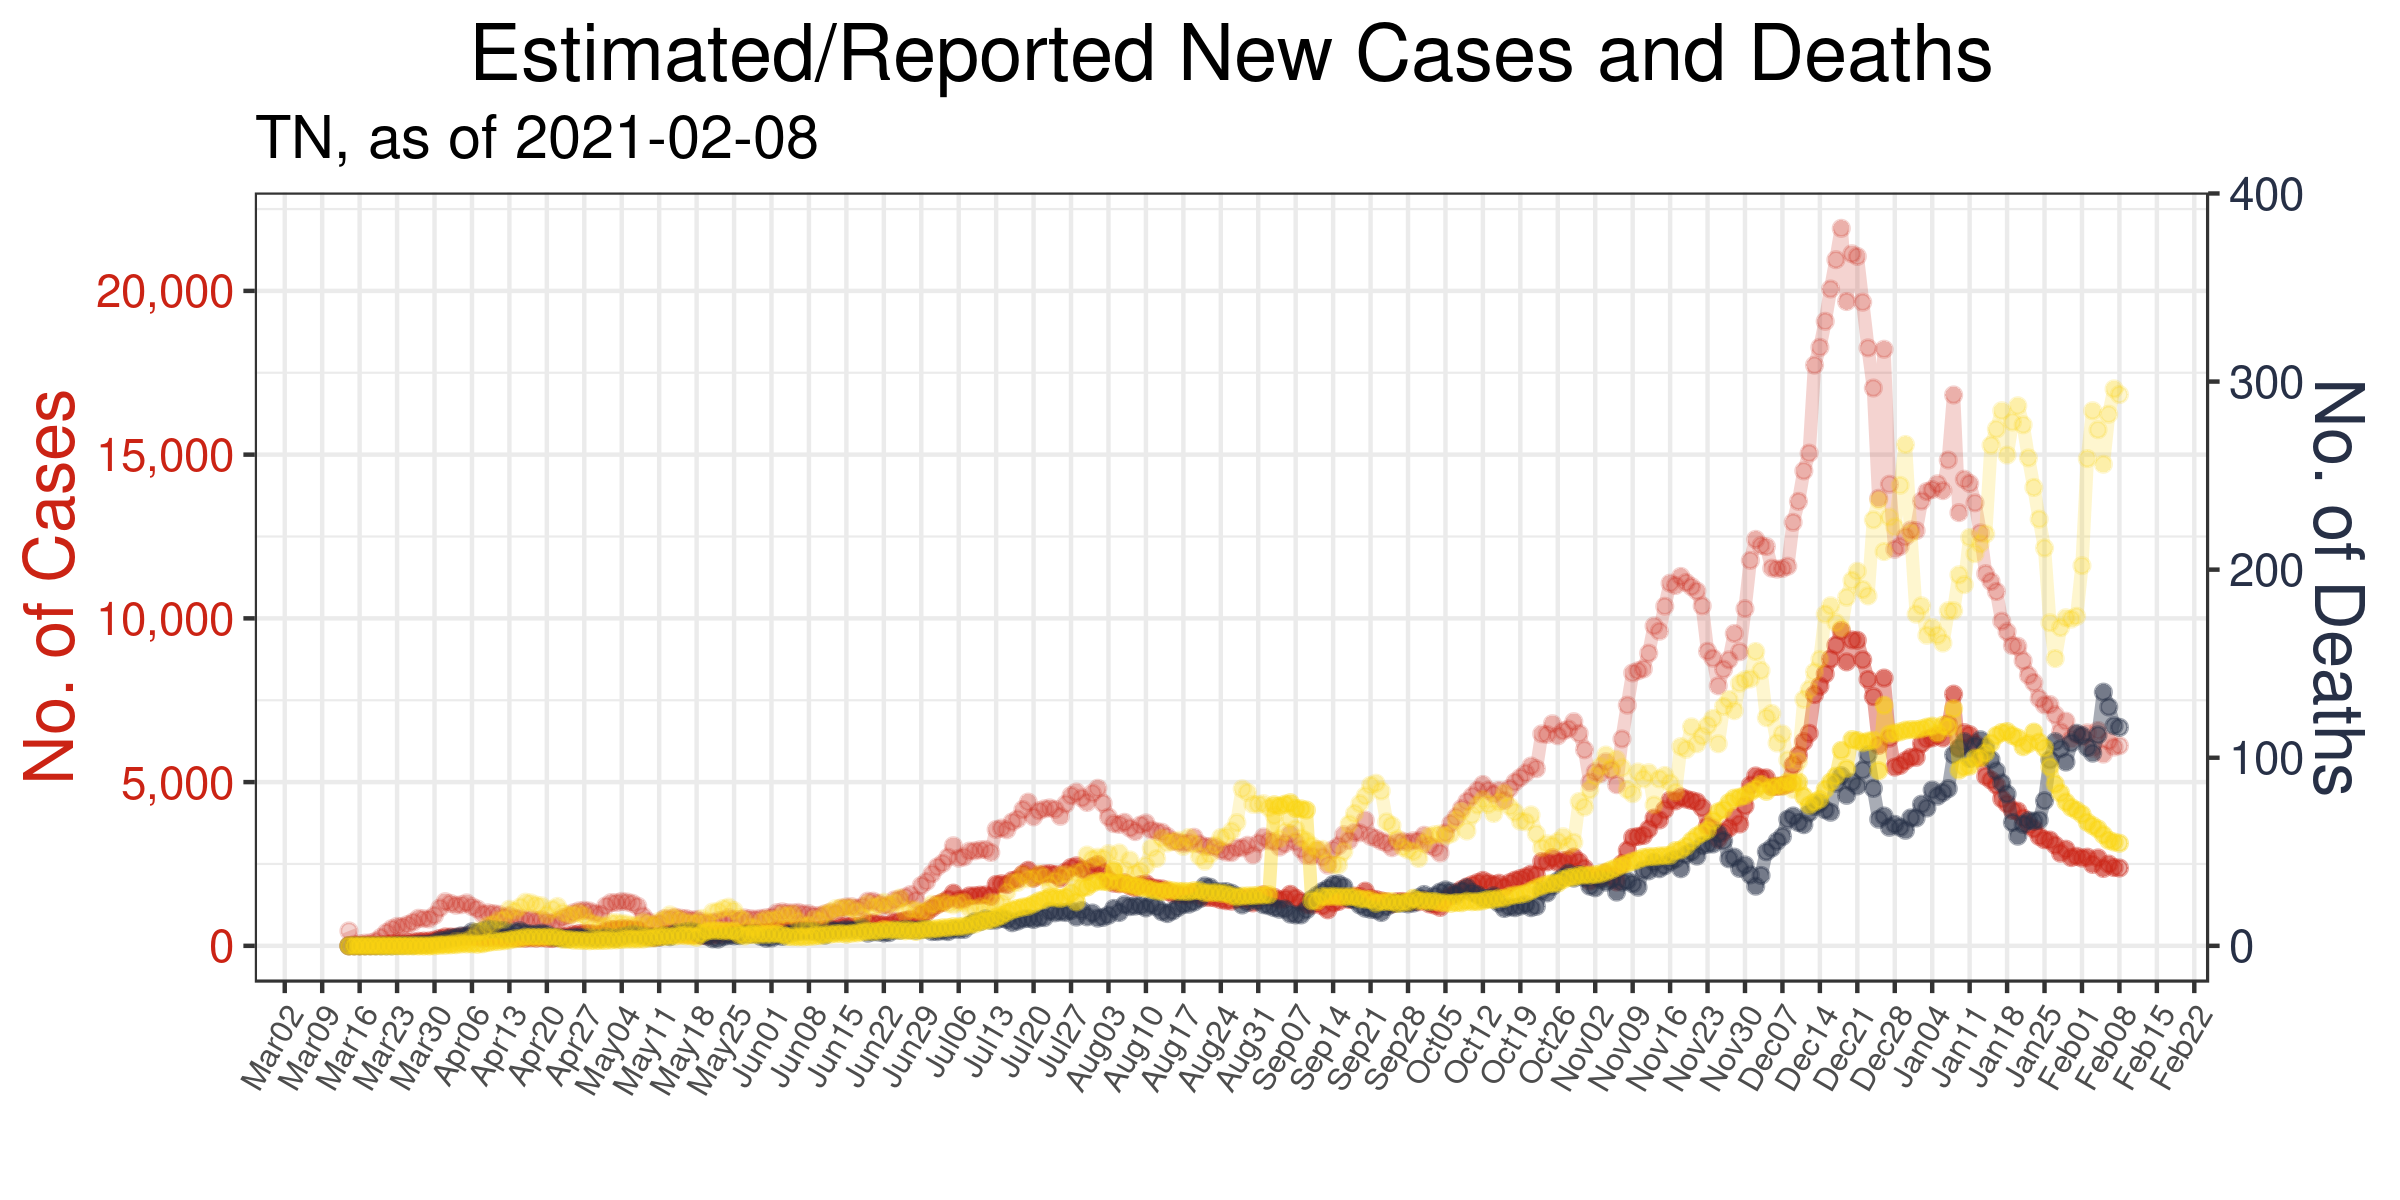 Estimated/Reported New Cases and Deaths
TN, as of 2021-02-08
No. of Cases
20,000
15,000
10,000
5,000
0
400
300
200
100
0
No. of Deaths
Mar02
Mar09
Mar16
Mar23
Mar30
Apr06
Apr13
Apr20
Apr27
May04
May11
May18
May25
Jun01
Jun08
Jun15
Jun22
Jun29
Jul06
Jul13
Jul20
Jul27
Aug03
Aug10
Aug17
Aug24
Aug31
Sep07
Sep14
Sep21
Sep28
Oct05
Oct12
Oct19
Oct26
Nov02
Nov09
Nov16
Nov23
Nov30
Dec07
Dec14
Dec21
Dec28
Jan04
Jan11
Jan18
Jan25
Feb01
Feb08
Feb15
Feb22